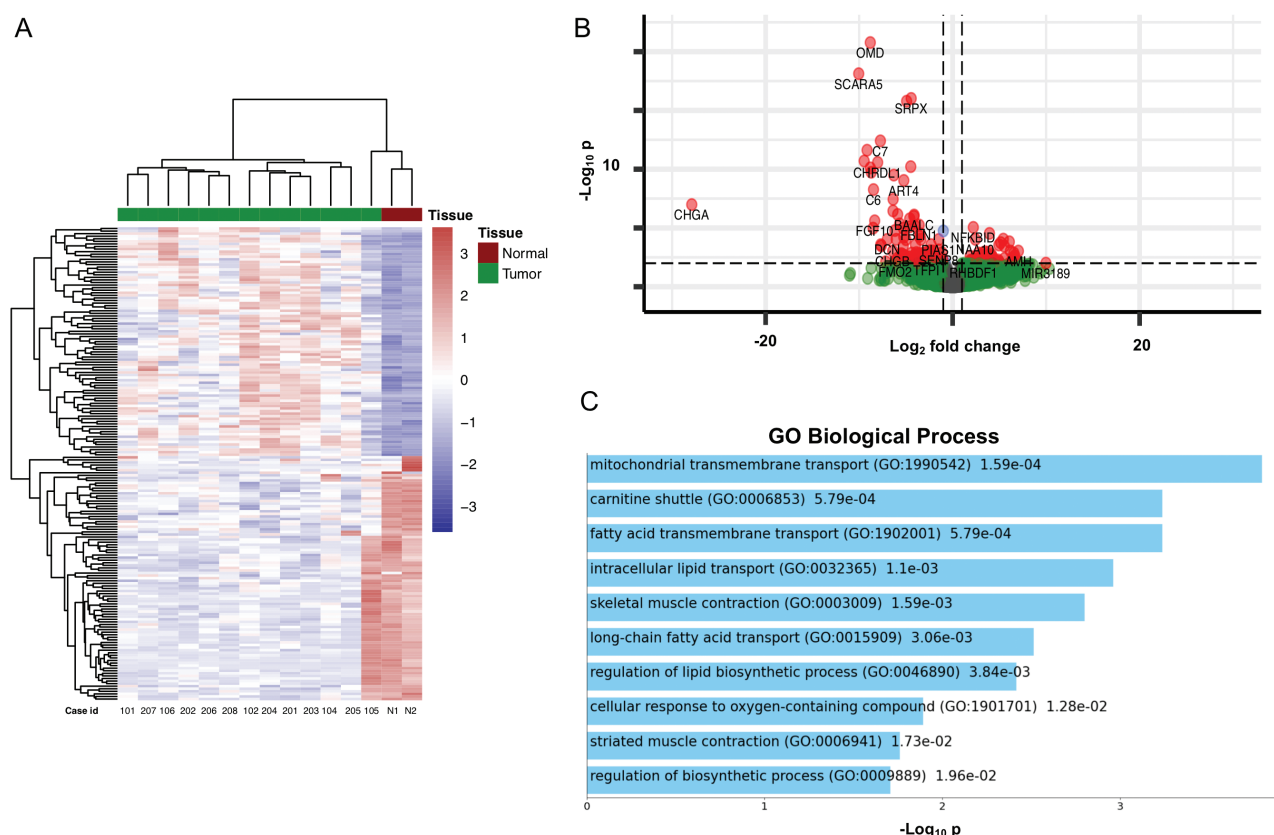 A
Tissue
Tissue
Normal
Tumor
3
2
1
0
−1
−2
−3
Case id 101 207 106 202 206 208 102 204 201 203 104 205 105 N1 N2
B
OMD
SCARA5
SRPX
C7
10
CHRDL1
ART4
C6
CHGA
BAALC
FGF10
FBLN1
NFKBID
DCN
PIAS1
NAA10
CHGB
SENP8
AMH
FMO2
TFPI
RHBDF1
MIR3189
-Log10 p
-20
20
Log2 fold change
C
GO Biological Process
mitochondrial transmembrane transport (GO:1990542) 1.59e-04
carnitine shuttle (GO:0006853) 5.79e-04
fatty acid transmembrane transport (GO:1902001) 5.79e-04
intracellular lipid transport (GO:0032365) 1.1e-03
skeletal muscle contraction (GO:0003009) 1.59e-03
long-chain fatty acid transport (GO:0015909) 3.06e-03
regulation of lipid biosynthetic process (GO:0046890) 3.84e-03
cellular response to oxygen-containing compound (GO:1901701) 1.28e-02
striated muscle contraction (GO:0006941) 1.73e-02
regulation of biosynthetic process (GO:0009889) 1.96e-02
0 1 2 3
-Log10 p